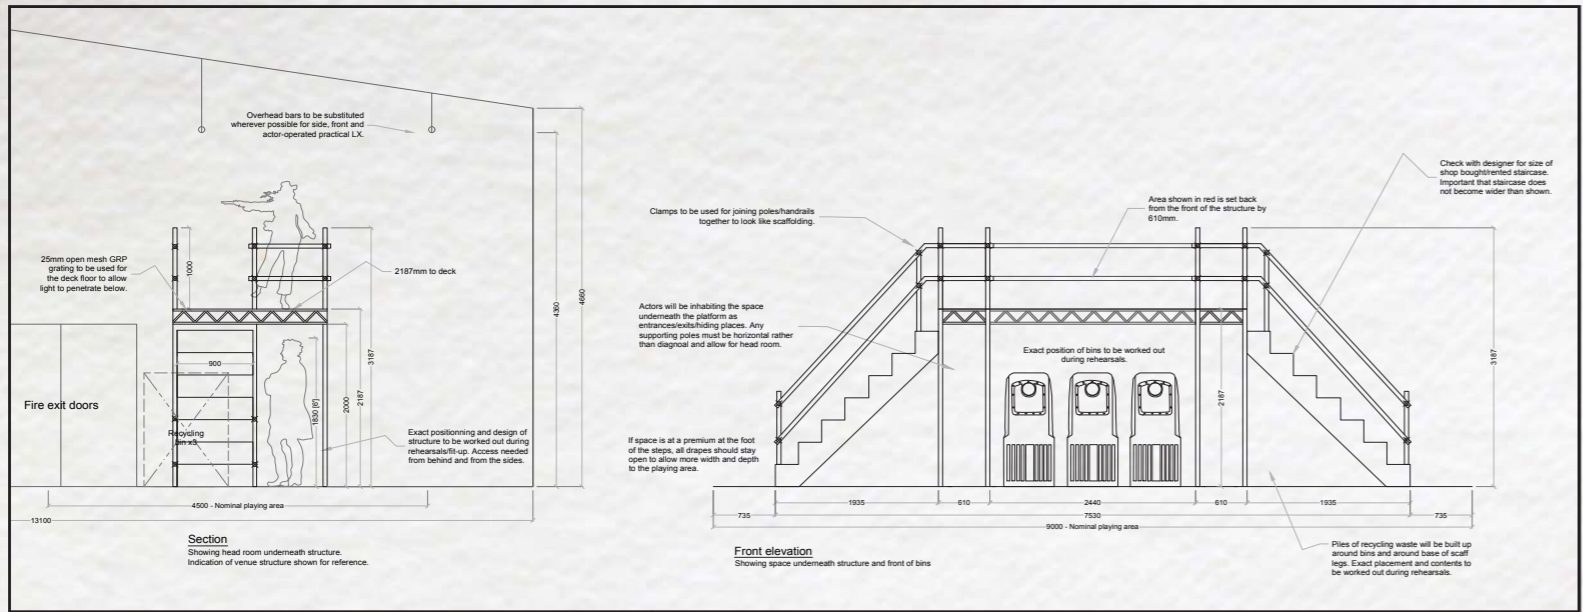 Overhead bars to be substituted
wherever possible for side, front and
actor-operated practical LX.
25mm open mesh GRP
grating to be used for
the deck floor to allow
light to penetrate below.
1000
2187mm to deck
4360
4660
3187
900
Fire exit doors
Recycling
bin x3
1830 [6']
2000
2187
Exact positionning and design of
structure to be worked out during
rehearsals/fit-up. Access needed
from behind and from the sides.
4500 - Nominal playing area
13100
Section
Showing head room underneath structure.
Indication of venue structure shown for reference.
Clamps to be used for joining poles/handrails
together to look like scaffolding.
Area shown in red is set back
from the front of the structure by
610mm.
Check with designer for size of
shop bought/rented staircase.
Important that staircase does
not become wider than shown.
Actors will be inhabiting the space
underneath the platform as
entrances/exits/hiding places. Any
supporting poles must be horizontal rather
than diagnoal and allow for head room.
Exact position of bins to be worked out
during rehearsals.
2187
3187
If space is at a premium at the foot
of the steps, all drapes should stay
open to allow more width and depth
to the playing area.
1935
610
2440
610
1935
735
7530
735
9000 - Nominal playing area
Front elevation
Showing space underneath structure and front of bins
Piles of recycling waste will be built up
around bins and around base of scaff
legs. Exact placement and contents to
be worked out during rehearsals.